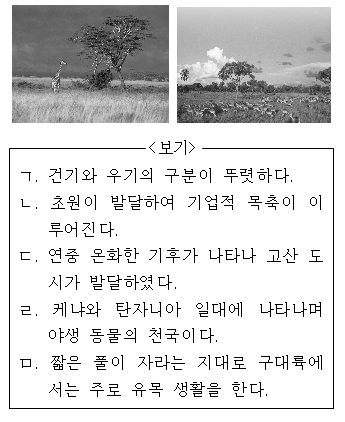 <보기>
ㄱ. 건기와 우기의 구분이 뚜렷하다.
ㄴ. 초원이 발달하여 기업적 목축이 이
루어진다.
ㄷ. 연중 온화한 기후가 나타나 고산 도
시가 발달하였다.
ㄹ. 케냐와 탄자니아 일대에 나타나며
야생 동물의 천국이다.
ㅁ. 짧은 풀이 자라는 지대로 구대륙에
서는 주로 유목 생활을 한다.